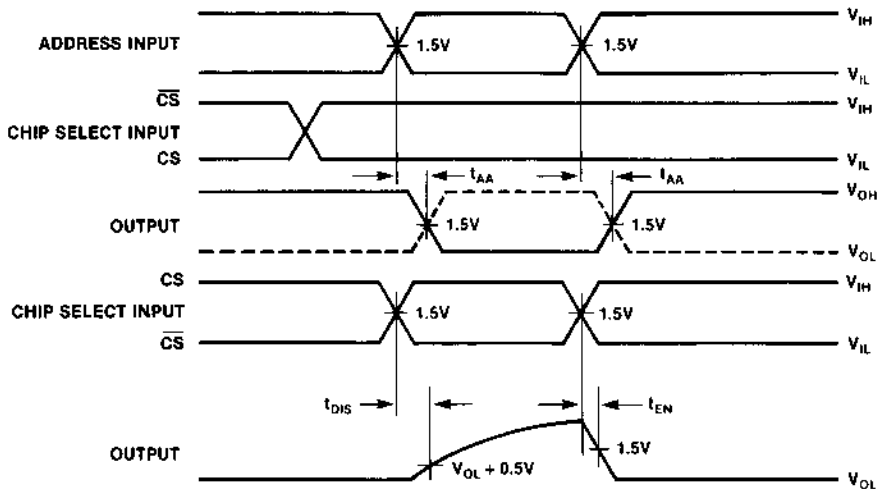 V_IH
ADDRESS INPUT 1.5V 1.5V
V_IL
C̅S̅ V_IH
CHIP SELECT INPUT
CS V_IL
t_AA t_AA
V_OH
OUTPUT 1.5V 1.5V
V_OL
CS V_IH
CHIP SELECT INPUT 1.5V 1.5V
C̅S̅ V_IL
t_DIS t_EN
1.5V
OUTPUT V_OL + 0.5V
V_OL